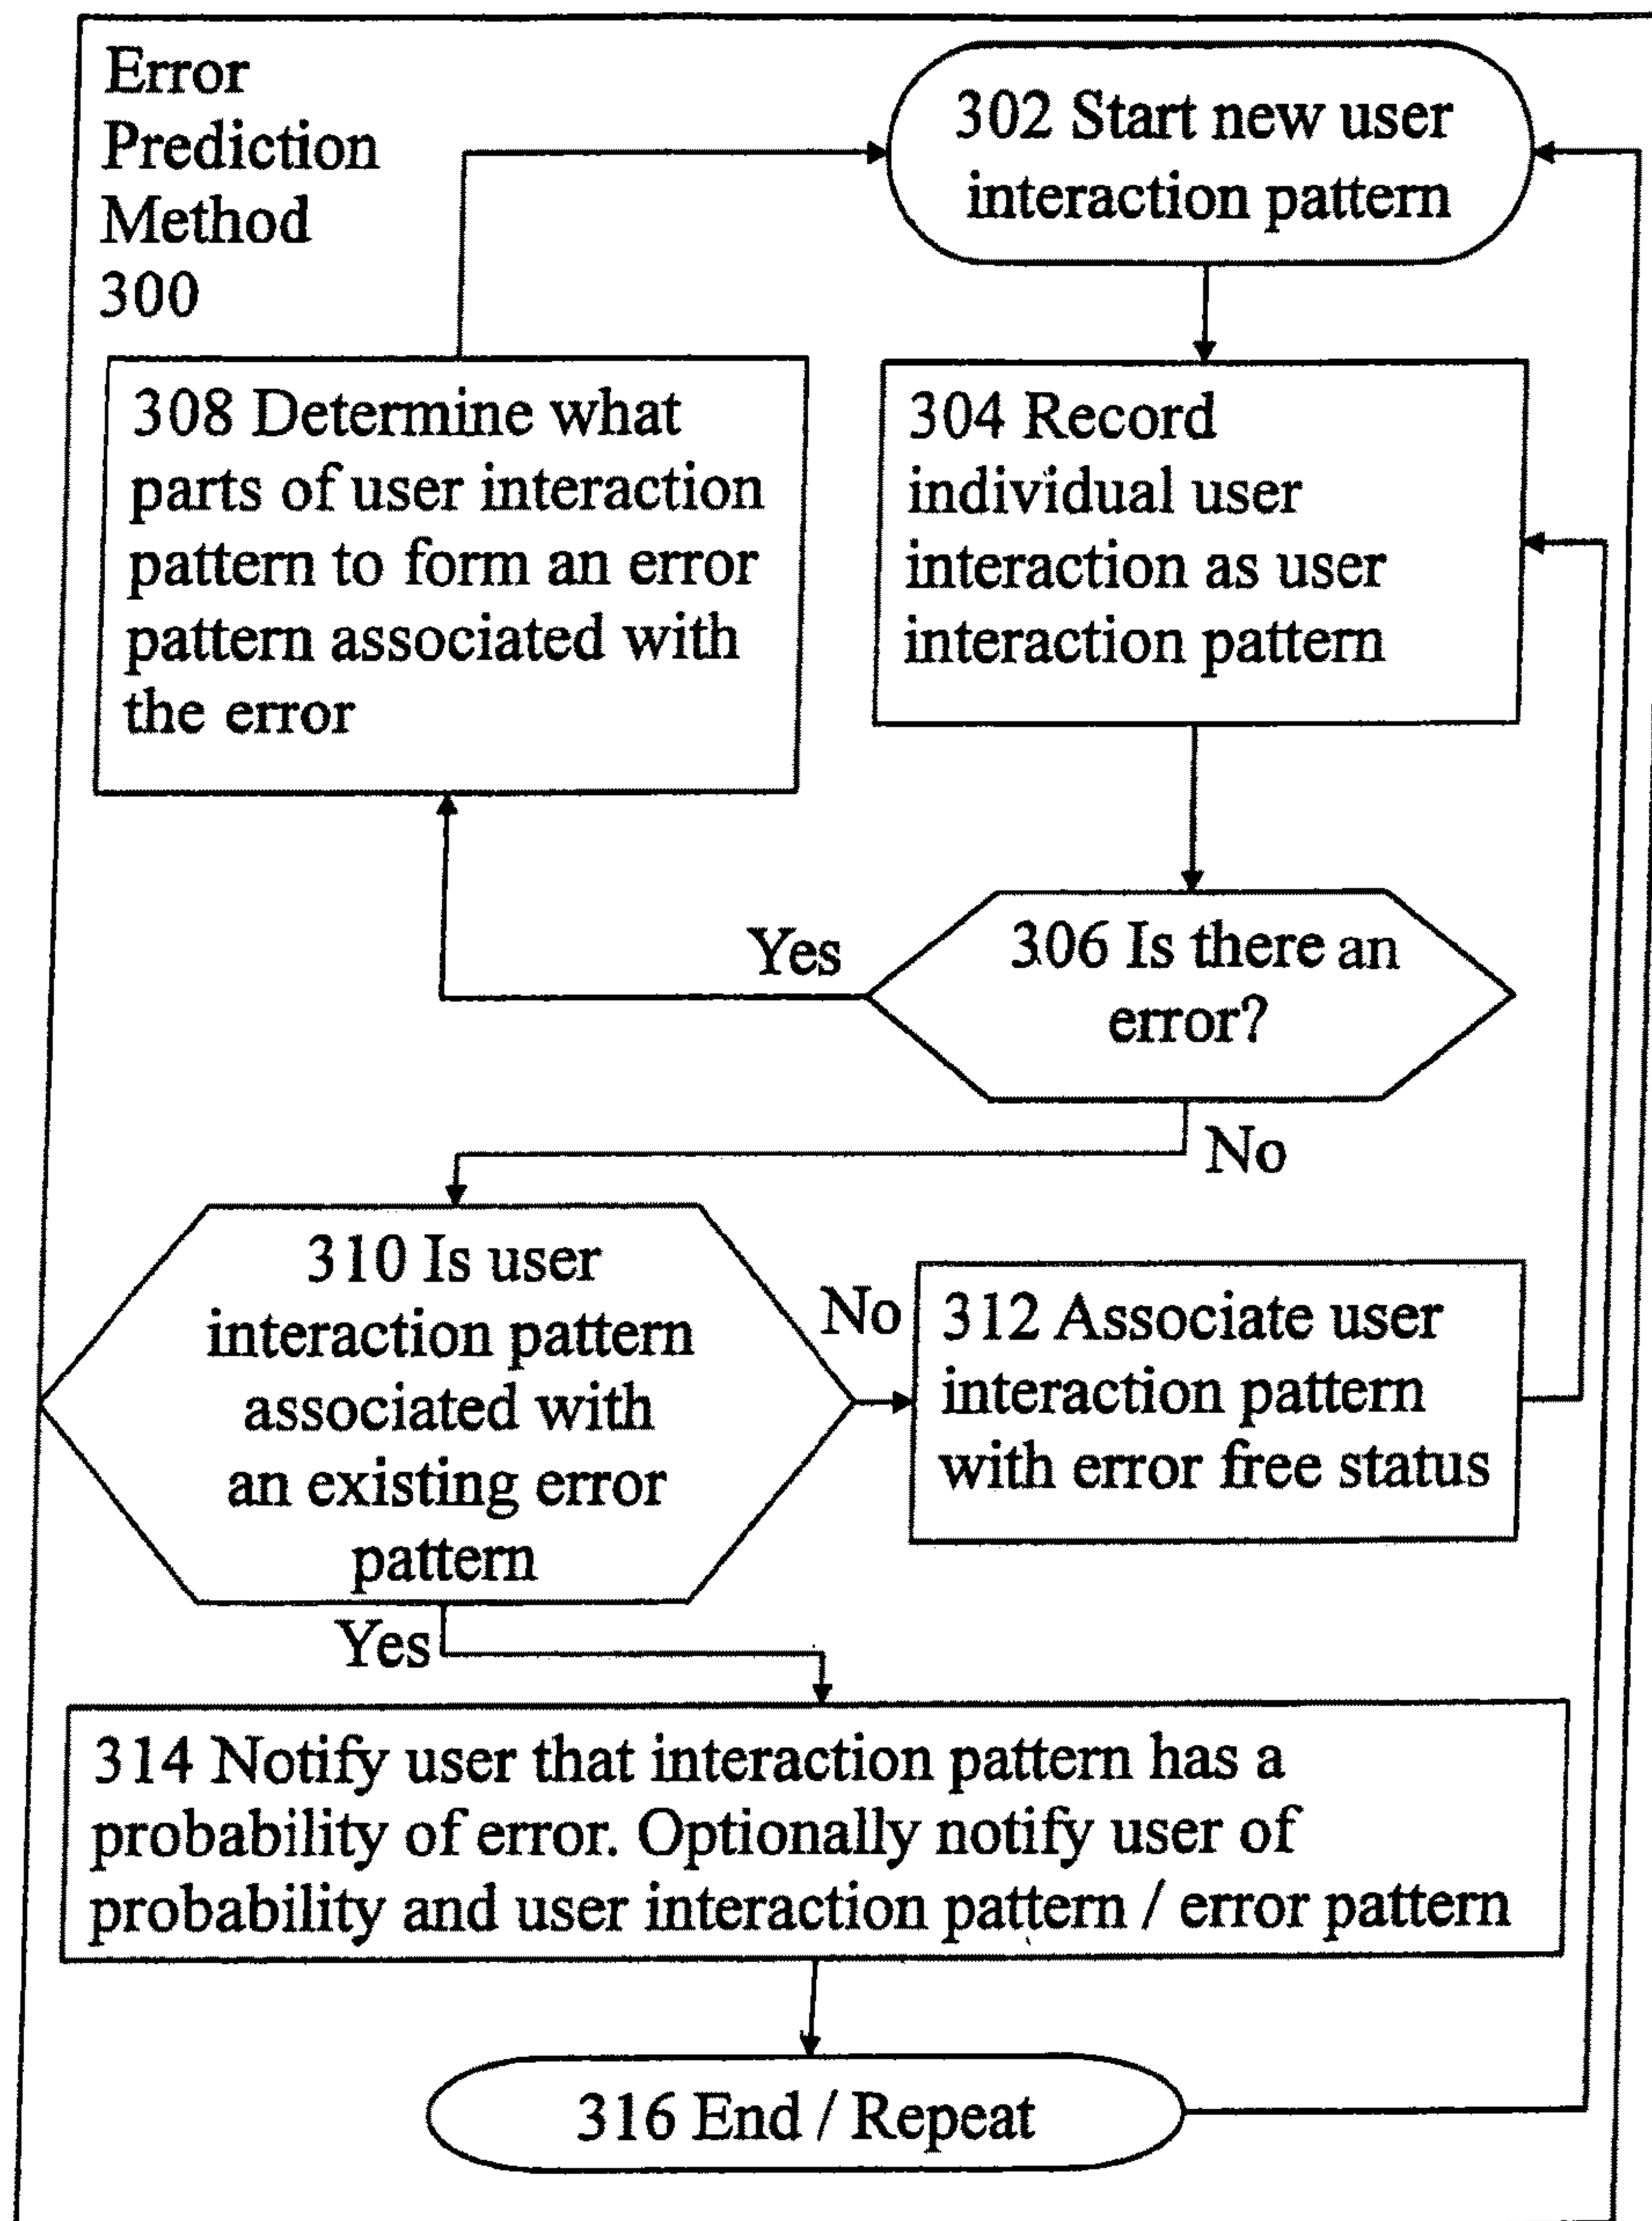 Error
Prediction
Method
300
302 Start new user
interaction pattern
308 Determine what
parts of user interaction
pattern to form an error
pattern associated with
the error
304 Record
individual user
interaction as user
interaction pattern
Yes
306 Is there an
error?
No
310 Is user
interaction pattern
associated with
an existing error
pattern
No
312 Associate user
interaction pattern
with error free status
Yes
314 Notify user that interaction pattern has a
probability of error. Optionally notify user of
probability and user interaction pattern / error pattern
316 End / Repeat